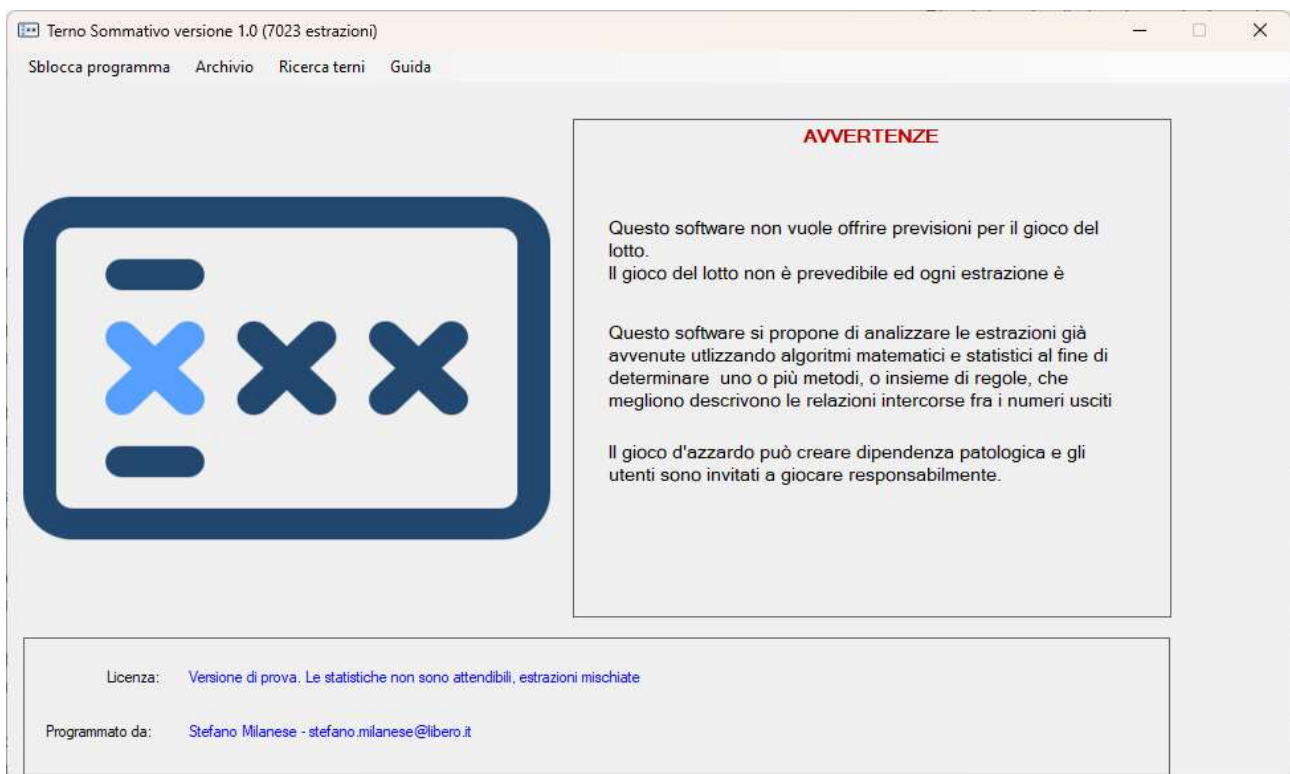 Terno Sommativo versione 1.0 (7023 estrazioni)
Sblocca programma Archivio Ricerca terni Guida
AVVERTENZE
Questo software non vuole offrire previsioni per il gioco del
lotto.
Il gioco del lotto non è prevedibile ed ogni estrazione è
Questo software si propone di analizzare le estrazioni già
avvenute utlizzando algoritmi matematici e statistici al fine di
determinare uno o più metodi, o insieme di regole, che
megliono descrivono le relazioni intercorse fra i numeri usciti
Il gioco d'azzardo può creare dipendenza patologica e gli
utenti sono invitati a giocare responsabilmente.
Licenza: Versione di prova. Le statistiche non sono attendibili, estrazioni mischiate
Programmato da: Stefano Milanese - stefano.milanese@libero.it